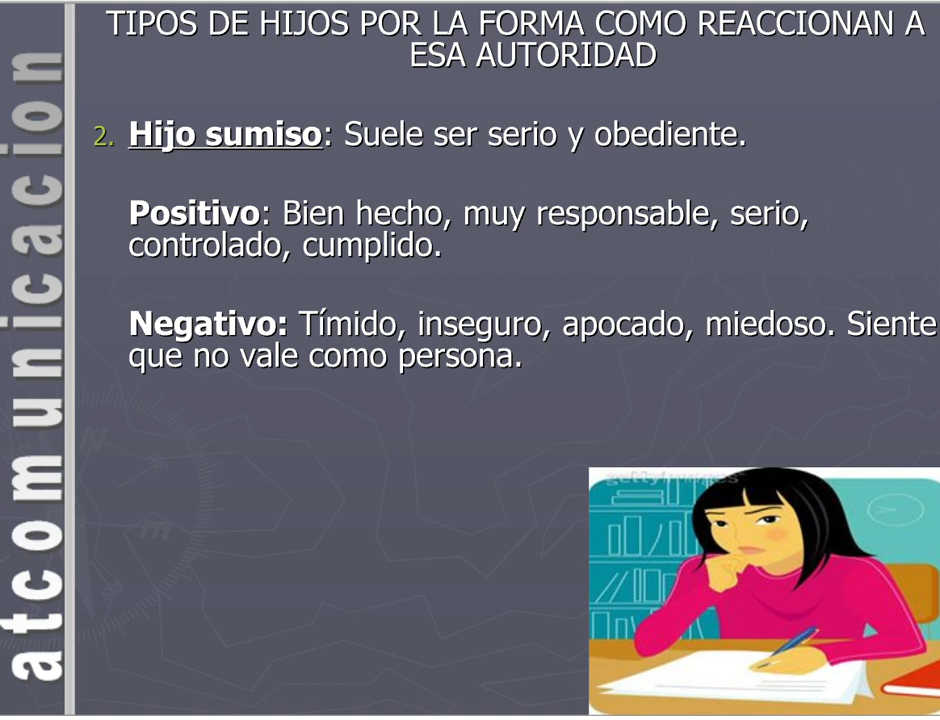 TIPOS DE HIJOS POR LA FORMA COMO REACCIONAN A
ESA AUTORIDAD
2. Hijo sumiso: Suele ser serio y obediente.
Positivo: Bien hecho, muy responsable, serio,
controlado, cumplido.
Negativo: Tímido, inseguro, apocado, miedoso. Siente
que no vale como persona.
atcomunicacion
gettyimages
N
E